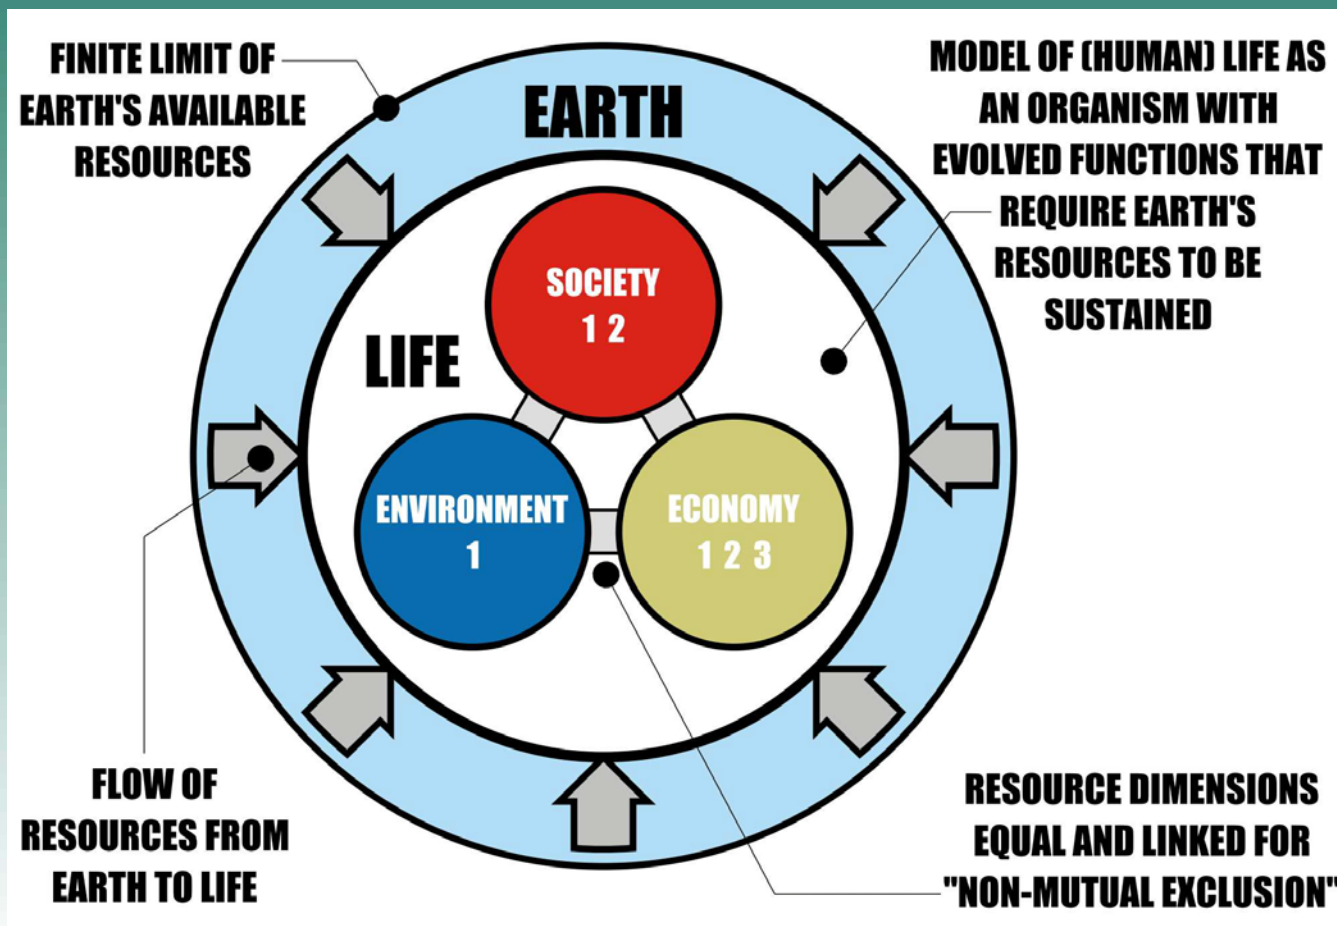 FINITE LIMIT OF
EARTH'S AVAILABLE
RESOURCES
EARTH
MODEL OF (HUMAN) LIFE AS
AN ORGANISM WITH
EVOLVED FUNCTIONS THAT
REQUIRE EARTH'S
RESOURCES TO BE
SUSTAINED
SOCIETY
1 2
LIFE
ENVIRONMENT
1
ECONOMY
1 2 3
FLOW OF
RESOURCES FROM
EARTH TO LIFE
RESOURCE DIMENSIONS
EQUAL AND LINKED FOR
"NON-MUTUAL EXCLUSION"